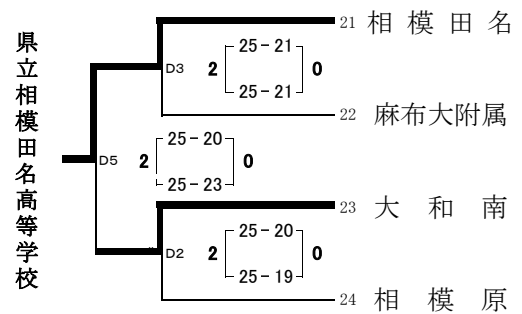 県立相模田名高等学校
21 相模田名
D3
2 25-21 0
25-21
22 麻布大附属
D5
2 25-20 0
25-23
23 大和南
D2
2 25-20 0
25-19
24 相模原